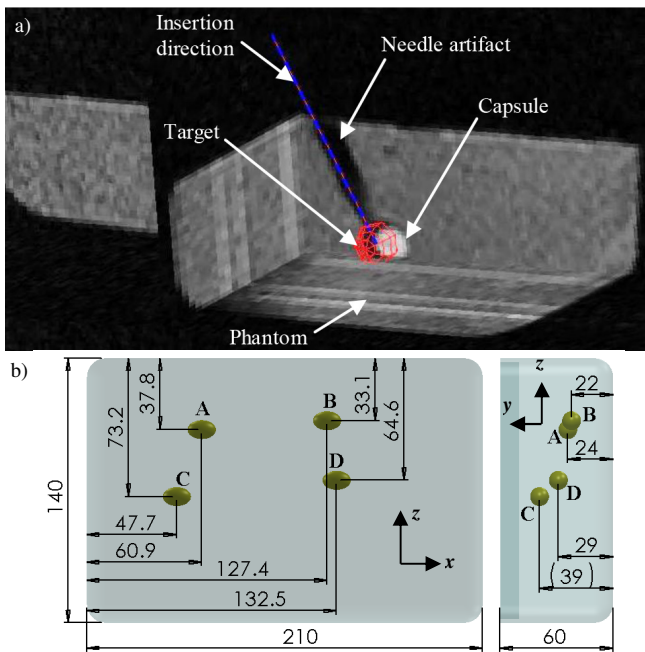 a)
Insertion
direction
Needle artifact
Target
Capsule
Phantom
b)
140
73.2
37.8
A
B
33.1
64.6
C
D
47.7
60.9
127.4
132.5
210
z
x
z
y
22
B
A
24
D
C
29
(39)
60